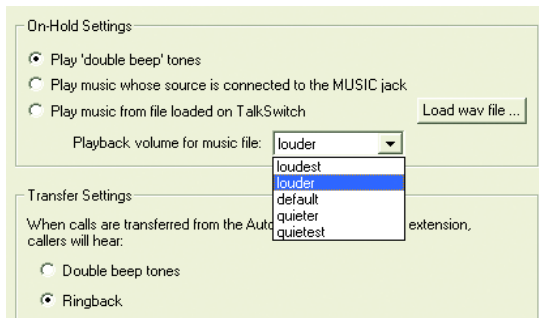 On-Hold Settings
Play 'double beep' tones
Play music whose source is connected to the MUSIC jack
Play music from file loaded on TalkSwitch
Load wav file ...
Playback volume for music file: louder
loudest
louder
default
quieter
quietest
Transfer Settings
When calls are transferred from the Auto extension,
callers will hear:
Double beep tones
Ringback